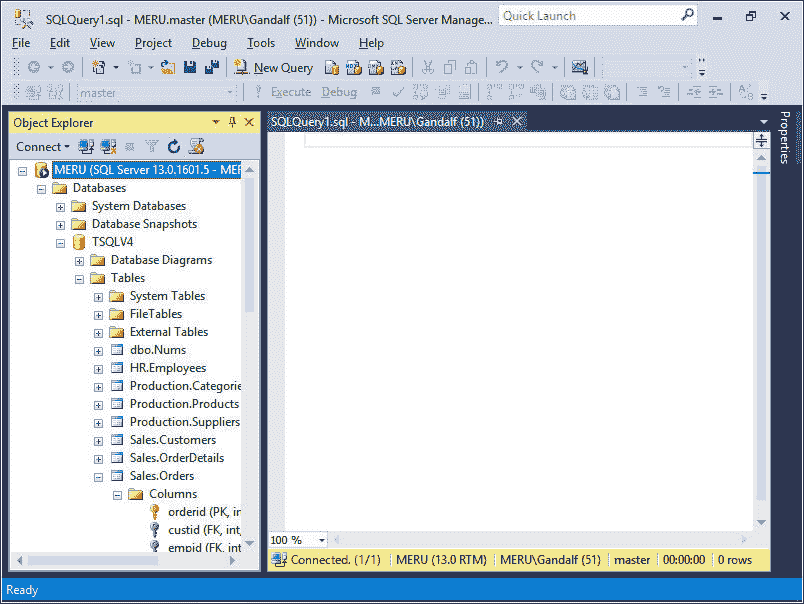 SQLQuery1.sql - MERU.master (MERU\Gandalf (51)) - Microsoft SQL Server Manage...
Quick Launch
File Edit View Project Debug Tools Window Help
New Query
master
Execute Debug
Object Explorer
SQLQuery1.sql - M...MERU\Gandalf (51))
Properties
Connect
MERU (SQL Server 13.0.1601.5 - MER
Databases
System Databases
Database Snapshots
TSQLV4
Database Diagrams
Tables
System Tables
FileTables
External Tables
dbo.Nums
HR.Employees
Production.Categorie
Production.Products
Production.Suppliers
Sales.Customers
Sales.OrderDetails
Sales.Orders
Columns
orderid (PK, in
custid (FK, int,
empid (FK, int
100 %
Connected. (1/1) MERU (13.0 RTM) MERU\Gandalf (51) master 00:00:00 0 rows
Ready